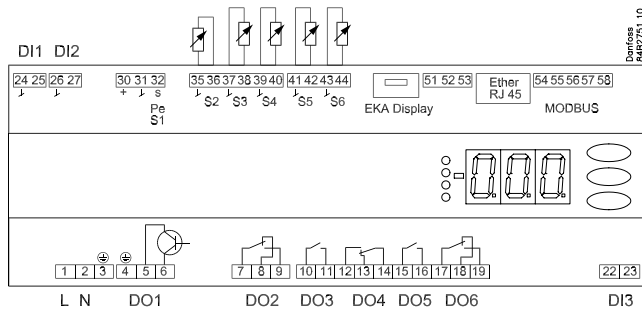 Danfoss
84B2751.10
DI1 DI2
24 25 26 27 30 31 32 35 36 37 38 39 40 41 42 43 44 51 52 53 Ether RJ 45 54 55 56 57 58
+ s S2 S3 S4 S5 S6 EKA Display MODBUS
Pe
S1
000
1 2 3 4 5 6 7 8 9 10 11 12 13 14 15 16 17 18 19 22 23
L N DO1 DO2 DO3 DO4 DO5 DO6 DI3